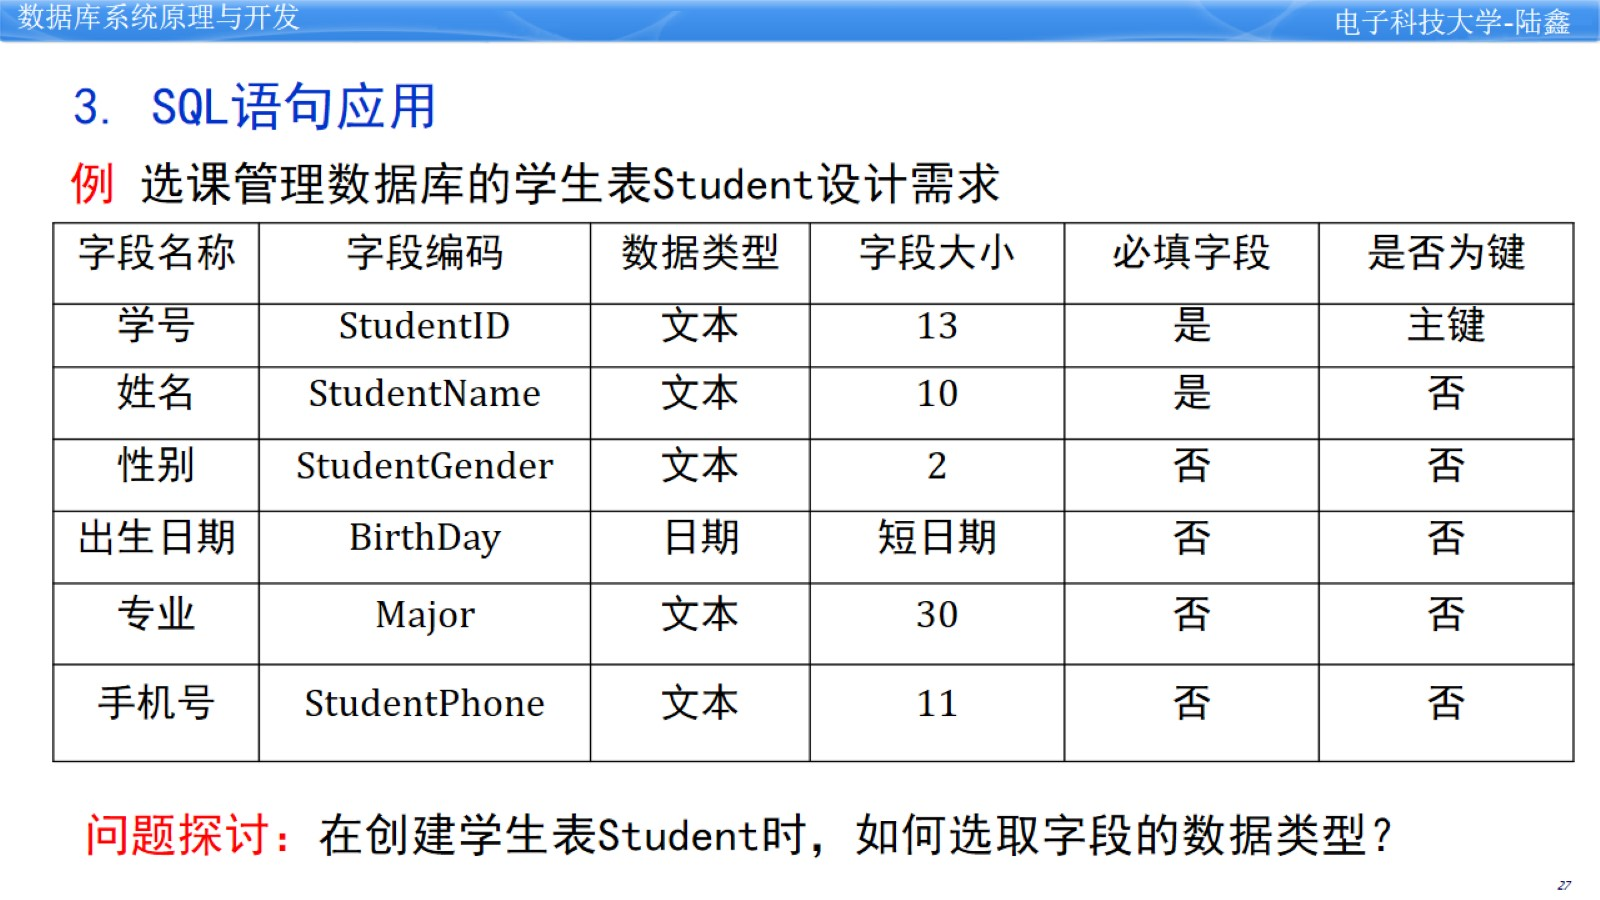 数据库系统原理与开发
电子科技大学-陆鑫
3. SQL语句应用
例 选课管理数据库的学生表Student设计需求
字段名称 字段编码 数据类型 字段大小 必填字段 是否为键
学号 StudentID 文本 13 是 主键
姓名 StudentName 文本 10 是 否
性别 StudentGender 文本 2 否 否
出生日期 BirthDay 日期 短日期 否 否
专业 Major 文本 30 否 否
手机号 StudentPhone 文本 11 否 否
问题探讨：在创建学生表Student时，如何选取字段的数据类型？
27